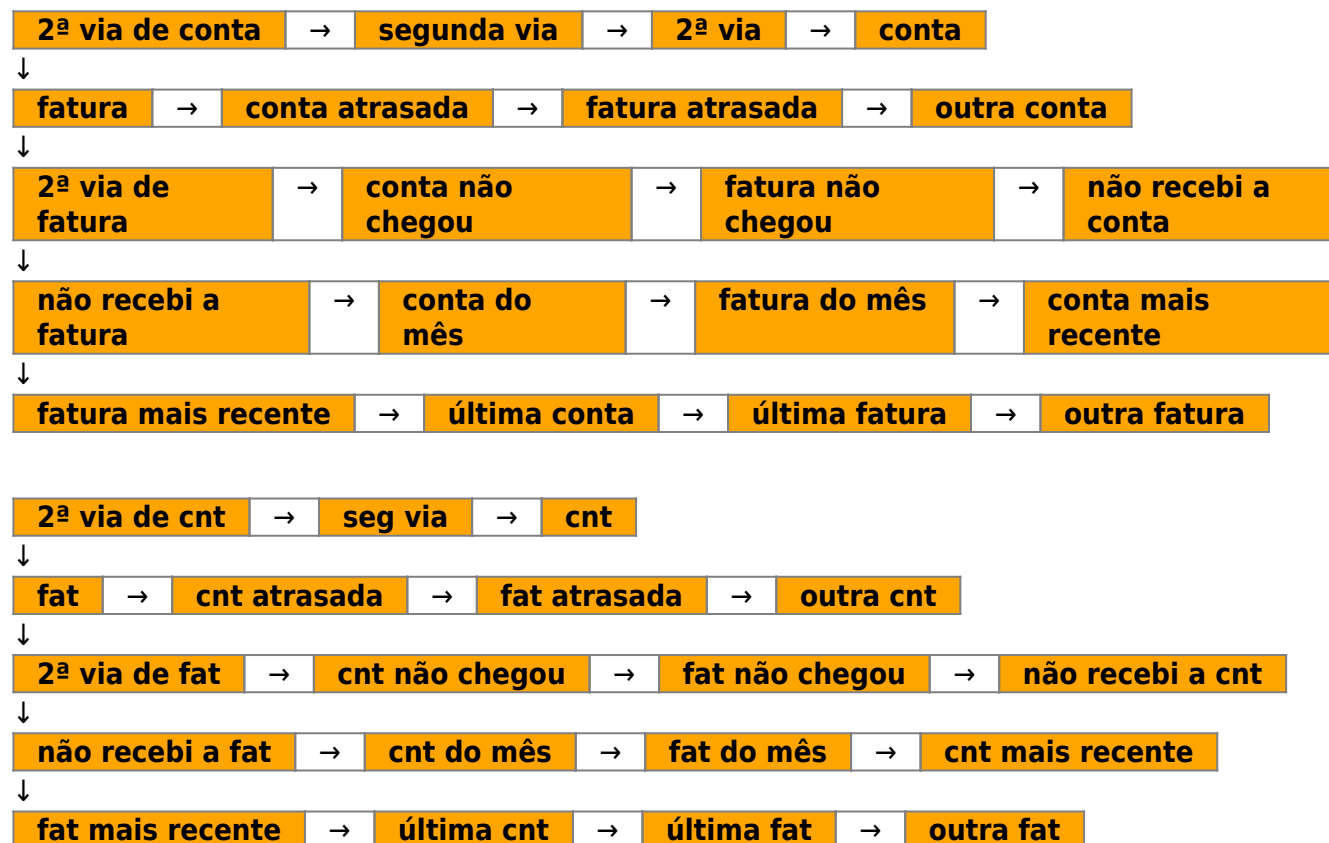 2ª via de conta → segunda via → 2ª via → conta
↓
fatura → conta atrasada → fatura atrasada → outra conta
↓
2ª via de fatura → conta não chegou → fatura não chegou → não recebi a conta
↓
não recebi a fatura → conta do mês → fatura do mês → conta mais recente
↓
fatura mais recente → última conta → última fatura → outra fatura
2ª via de cnt → seg via → cnt
↓
fat → cnt atrasada → fat atrasada → outra cnt
↓
2ª via de fat → cnt não chegou → fat não chegou → não recebi a cnt
↓
não recebi a fat → cnt do mês → fat do mês → cnt mais recente
↓
fat mais recente → última cnt → última fat → outra fat